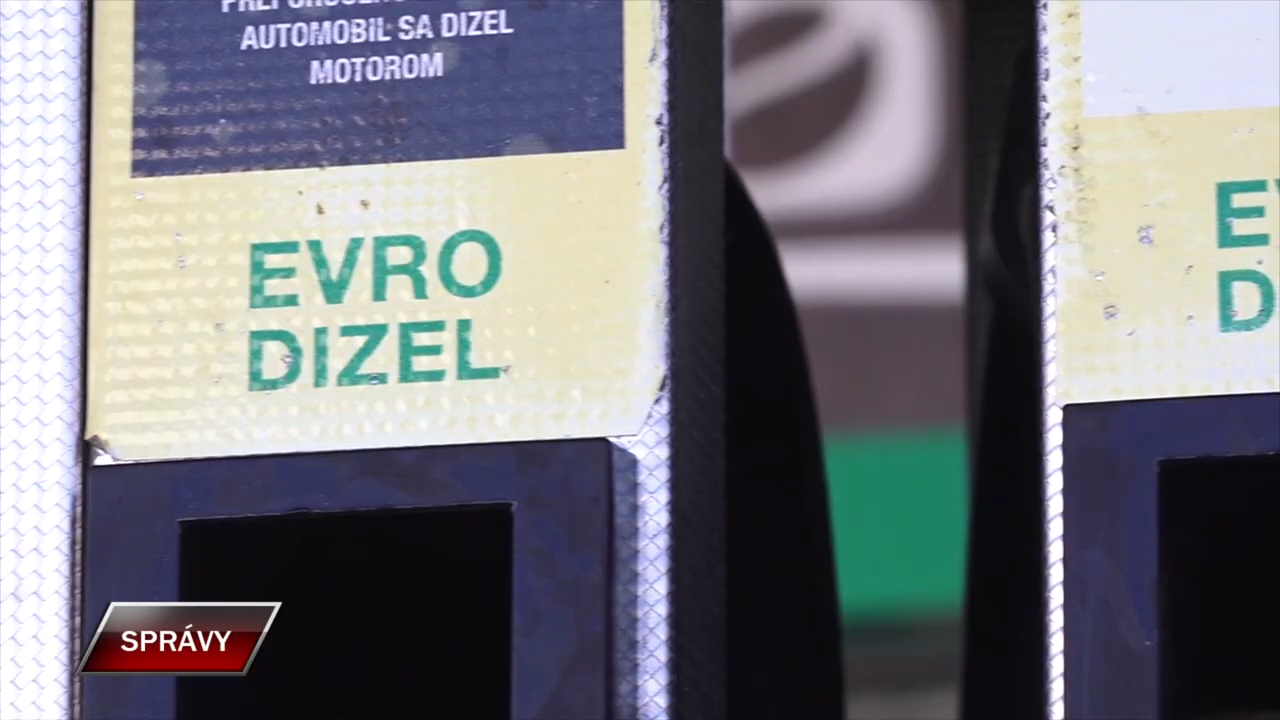 AUTOMOBIL SA DIZEL
MOTOROM
EVRO
DIZEL
SPRÁVY